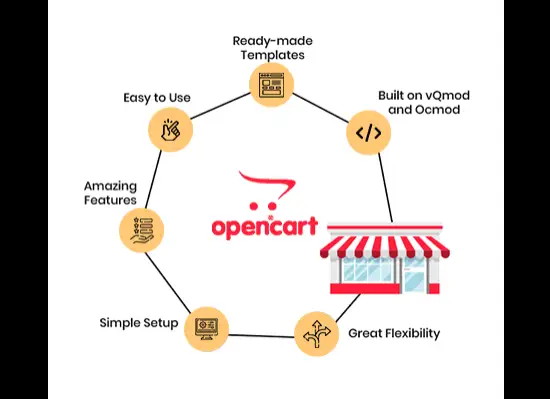 Ready-made
Templates
Easy to Use
Built on vQmod
and Ocmod
Amazing
Features
opencart
Simple Setup
Great Flexibility